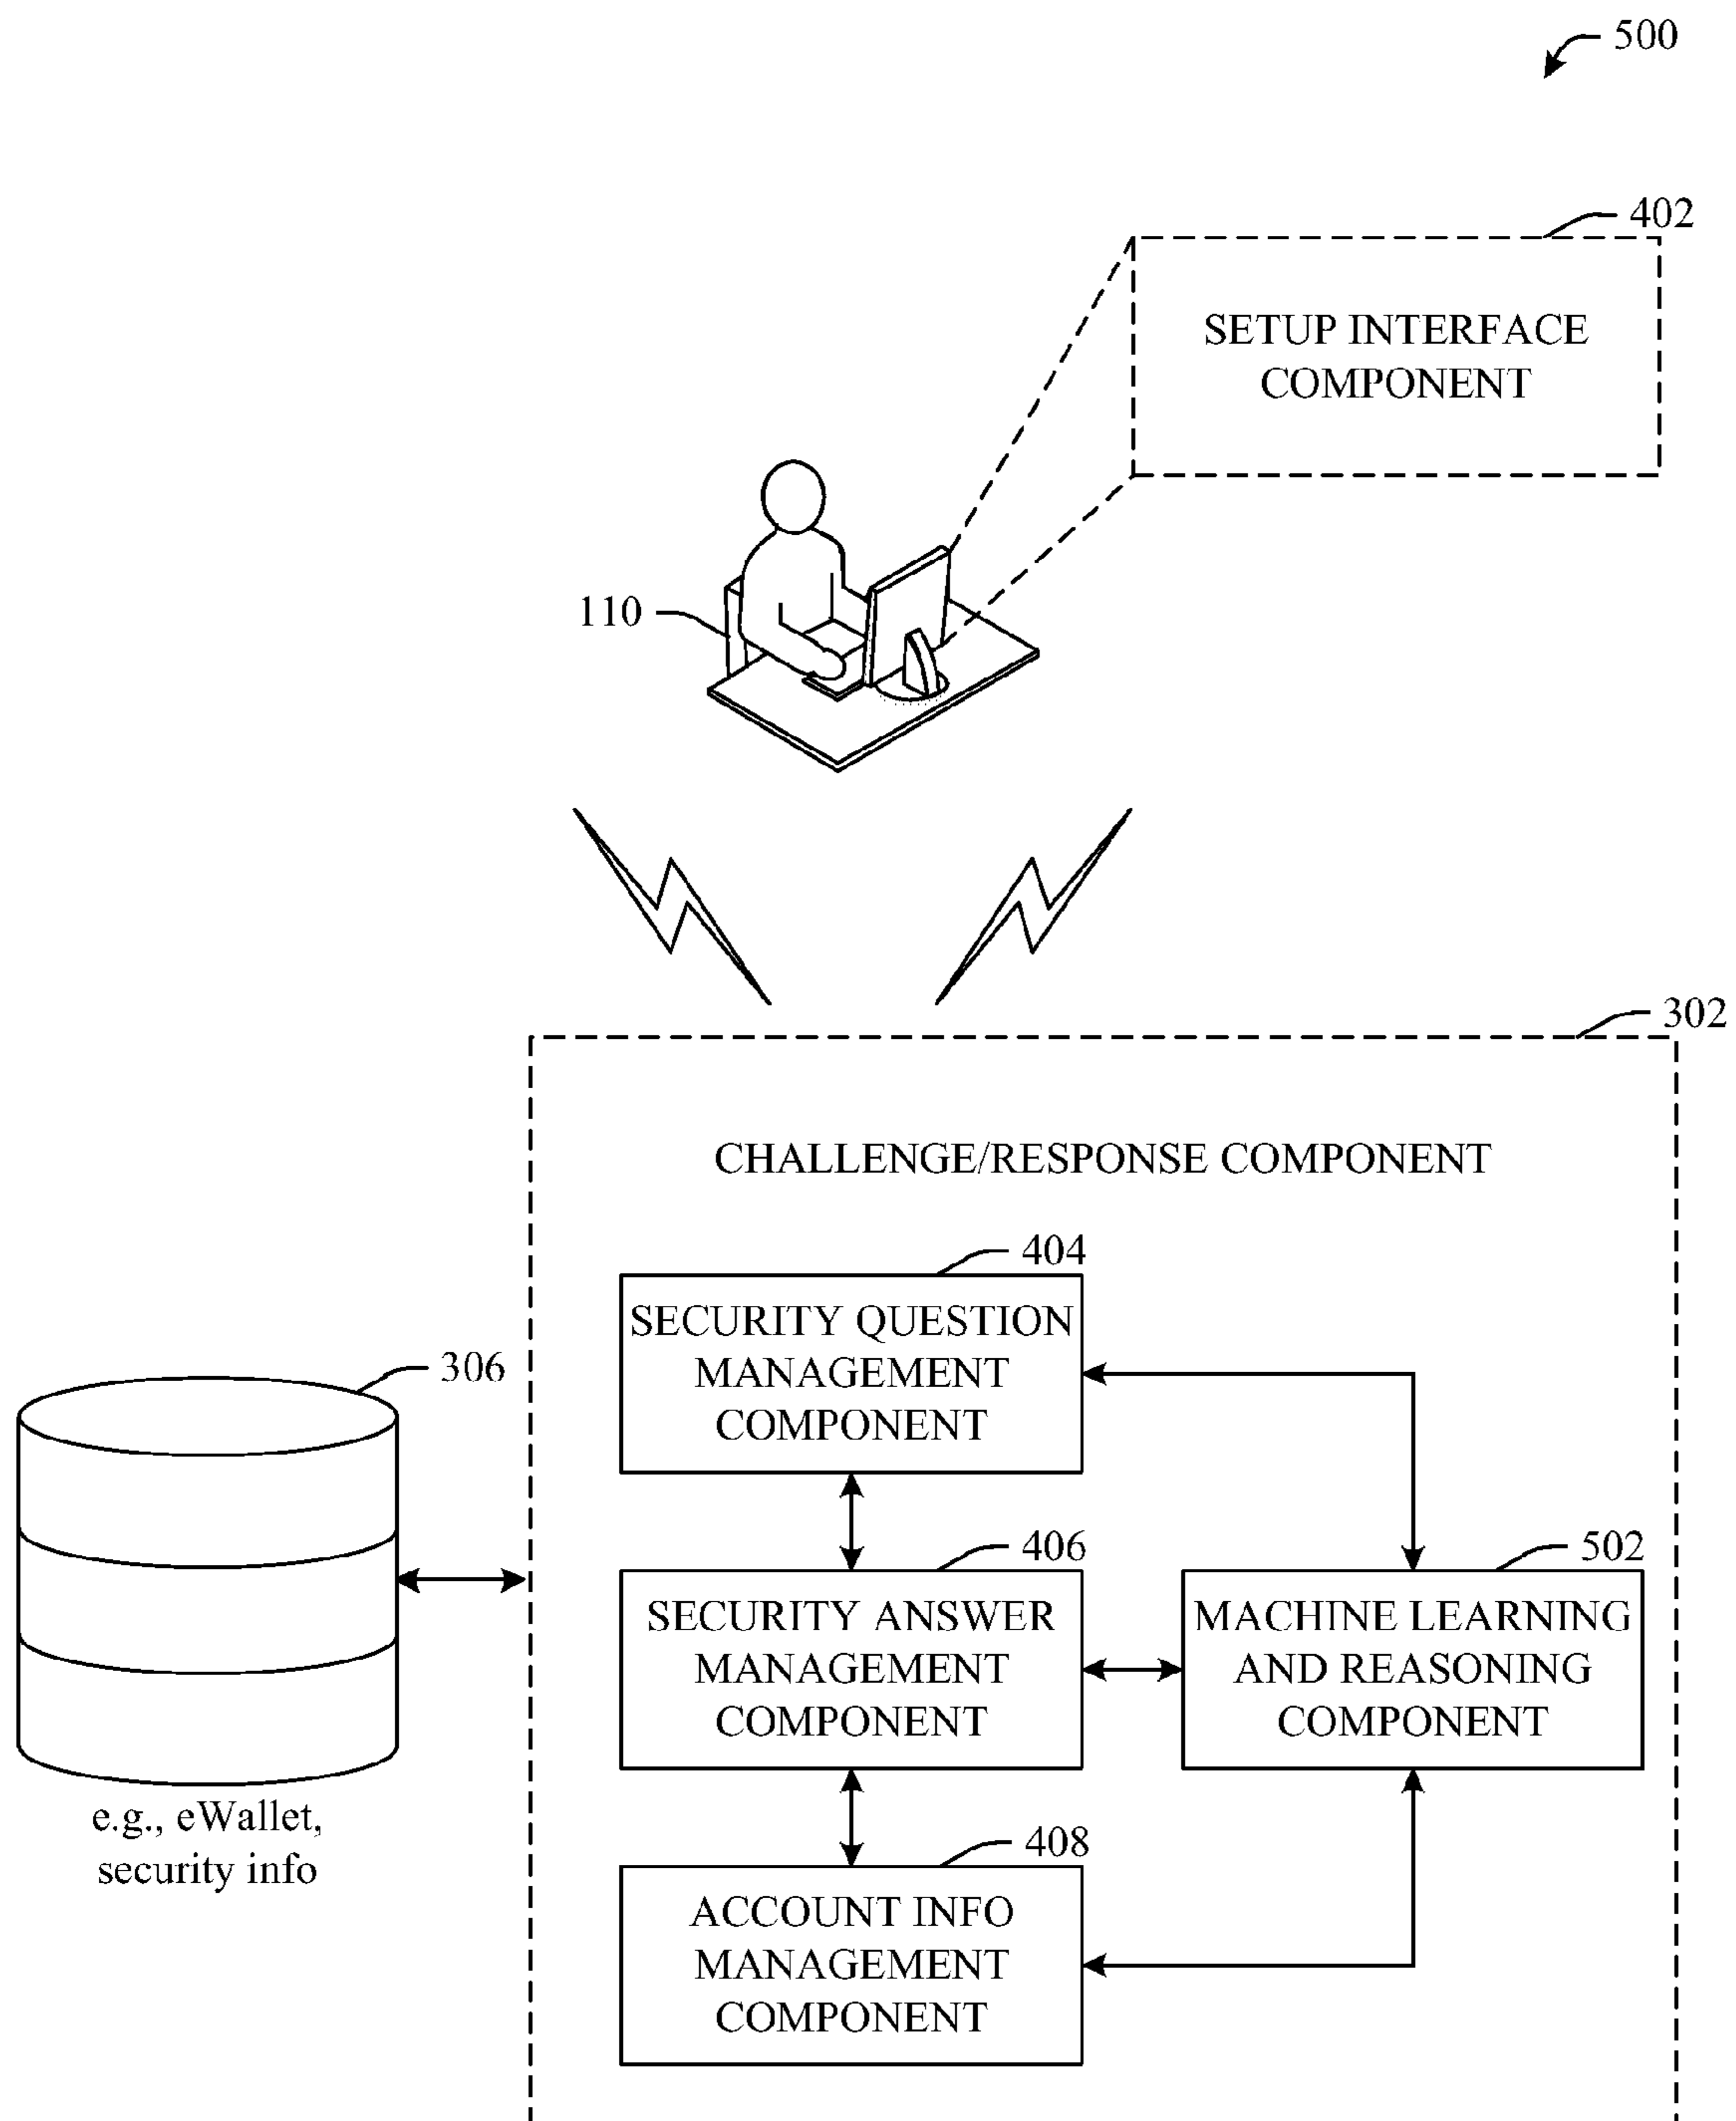 500
402
SETUP INTERFACE
COMPONENT
110
302
CHALLENGE/RESPONSE COMPONENT
404
SECURITY QUESTION
MANAGEMENT
COMPONENT
306
406
SECURITY ANSWER
MANAGEMENT
COMPONENT
502
MACHINE LEARNING
AND REASONING
COMPONENT
e.g., eWallet,
security info
408
ACCOUNT INFO
MANAGEMENT
COMPONENT